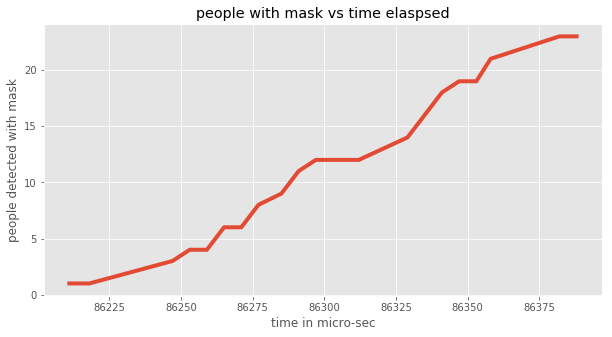 people with mask vs time elaspsed
people detected with mask
20
15
10
5
0
86225 86250 86275 86300 86325 86350 86375
time in micro-sec